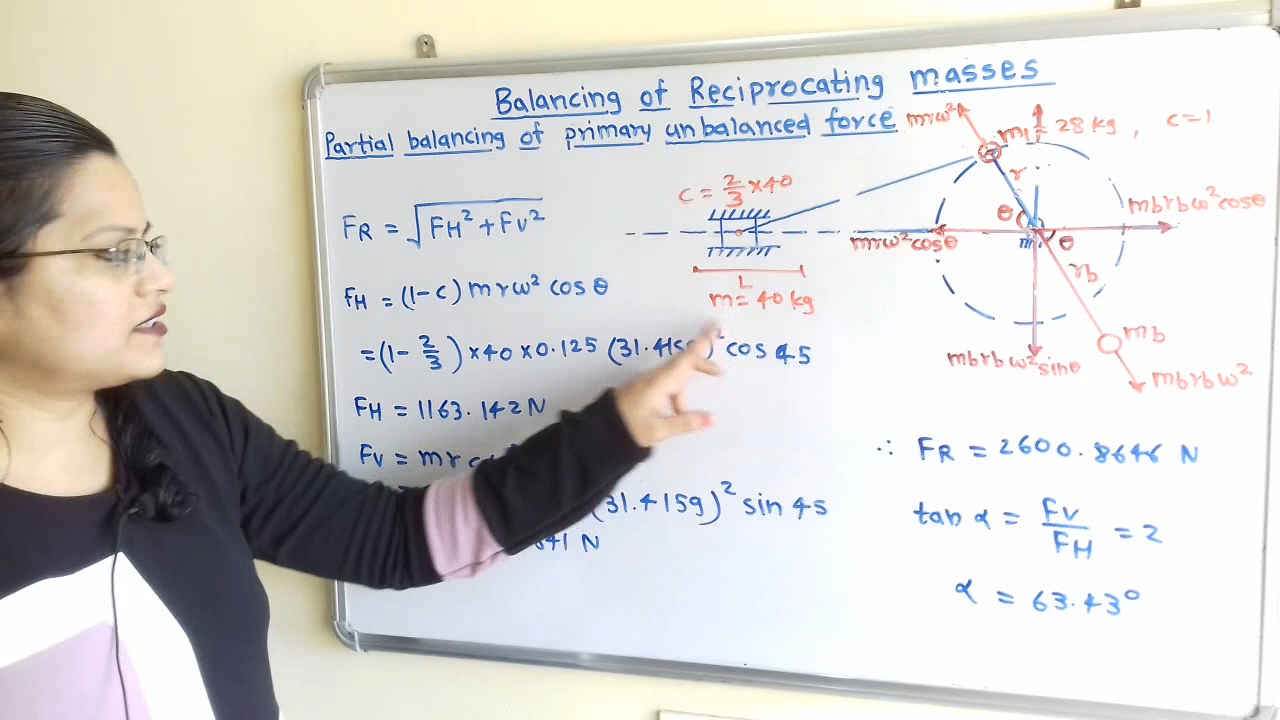 Balancing of Reciprocating masses
Partial balancing of primary unbalanced force
FR = √FH² + FV²
FH = (1-c) mrω² cos θ
= (1- 2/3) × 40 × 0.125 (31.4159)² cos 45
FH = 1163.142 N
FV = mrc
(31.4159)² sin 45
641 N
c = 2/3 × 40
L
m = 40 kg
mrω²
m1 = 28 kg , c=1
r
θ
mrω² cosθ
m
θ
mbrbω² cosθ
rb
mb
mbrbω² sinθ
mbrbω²
∴ FR = 2600.8646 N
tan α = FV/FH = 2
α = 63.43°